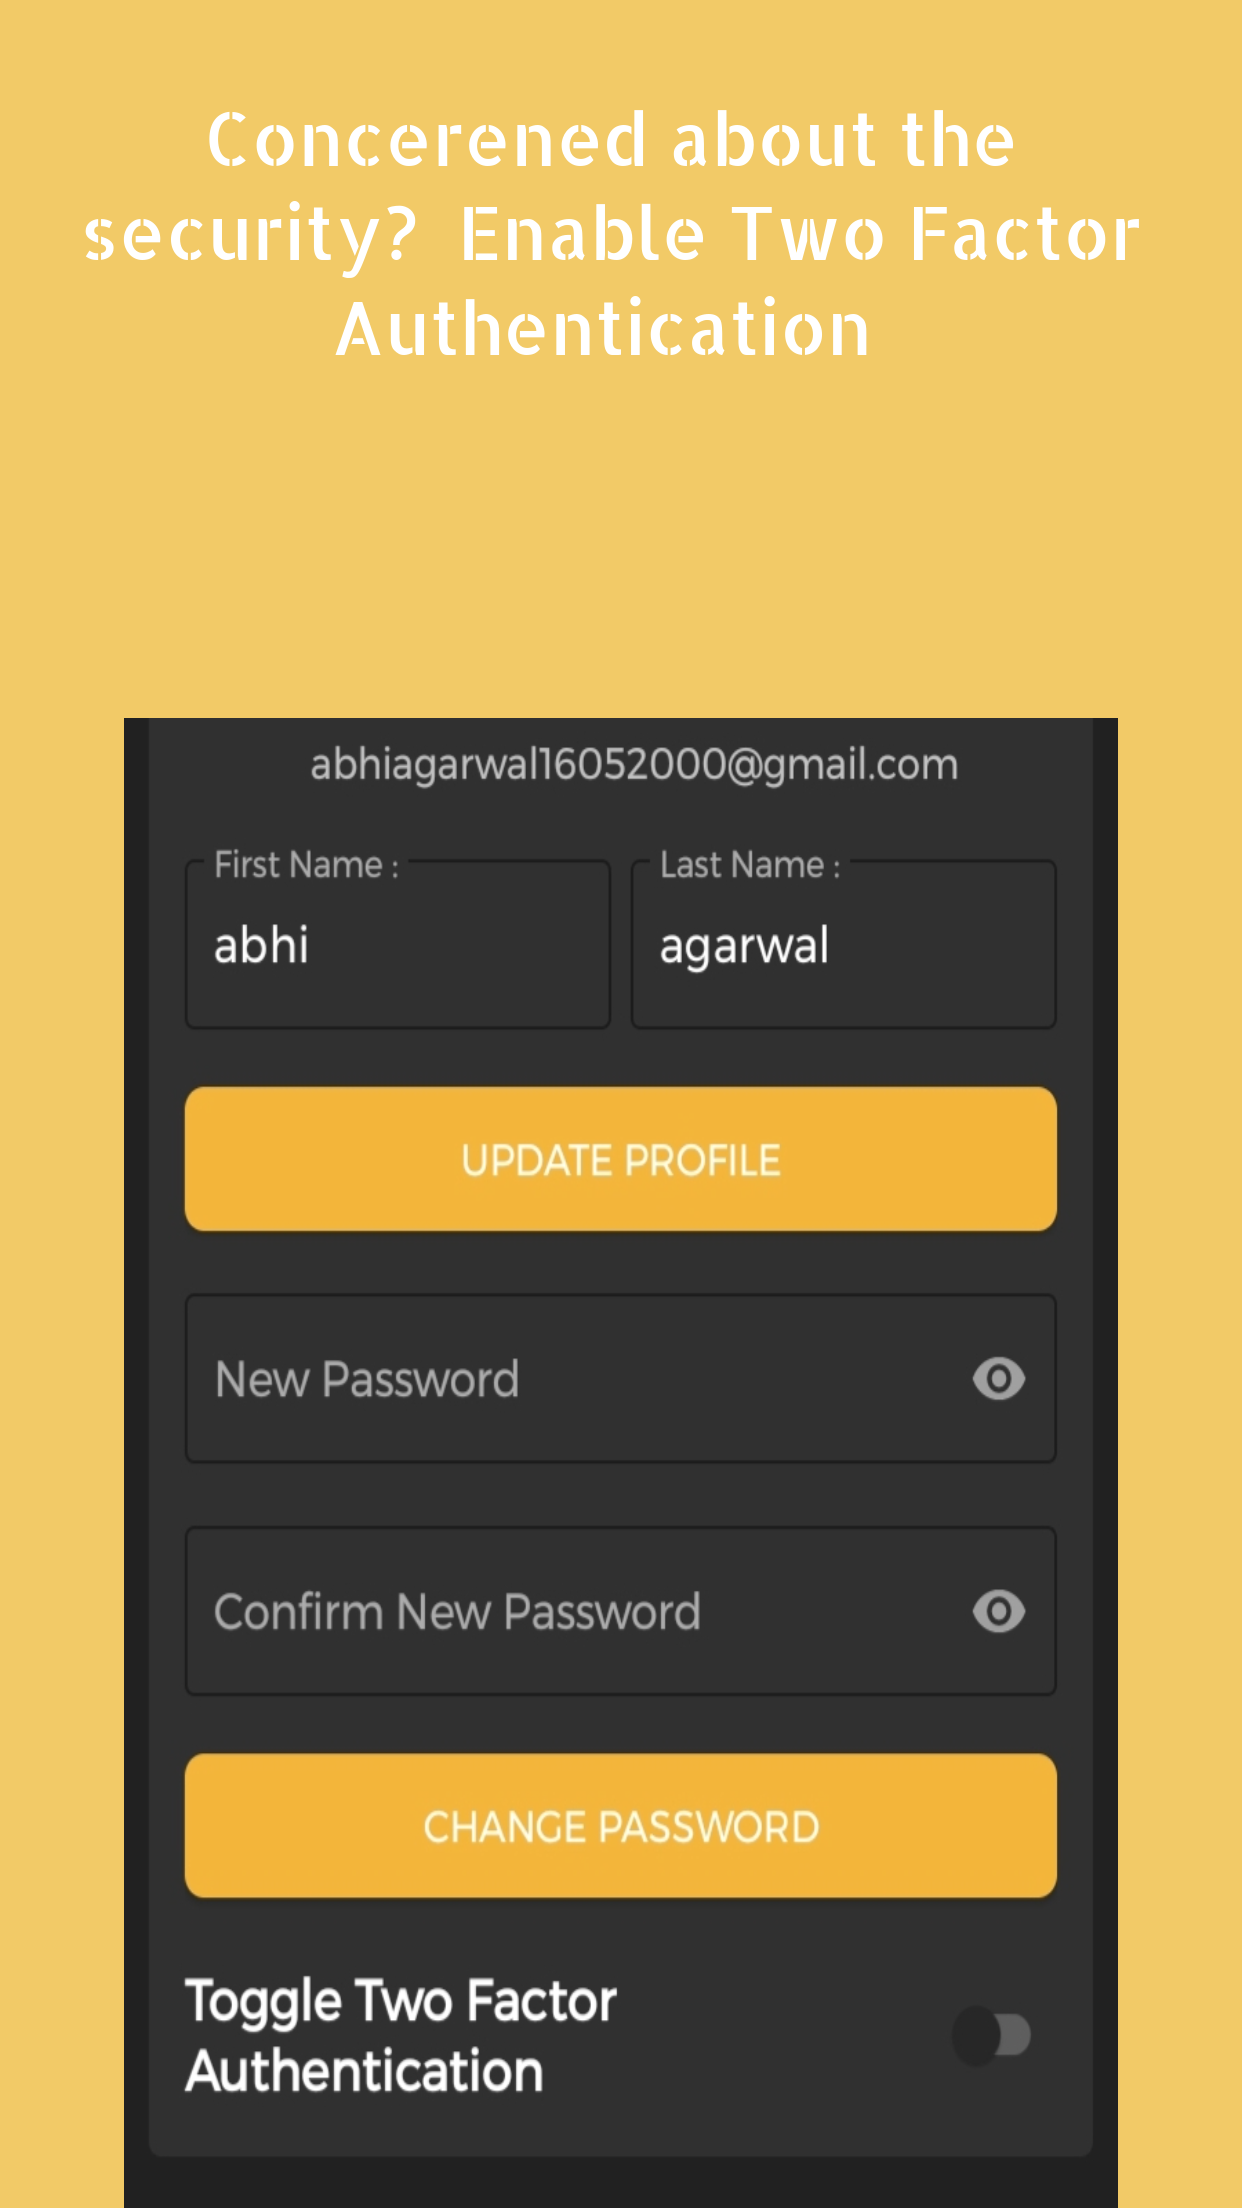 Concerened about the
security? Enable Two Factor
Authentication
abhiagarwal16052000@gmail.com
First Name :
Last Name :
abhi
agarwal
UPDATE PROFILE
New Password
Confirm New Password
CHANGE PASSWORD
Toggle Two Factor
Authentication